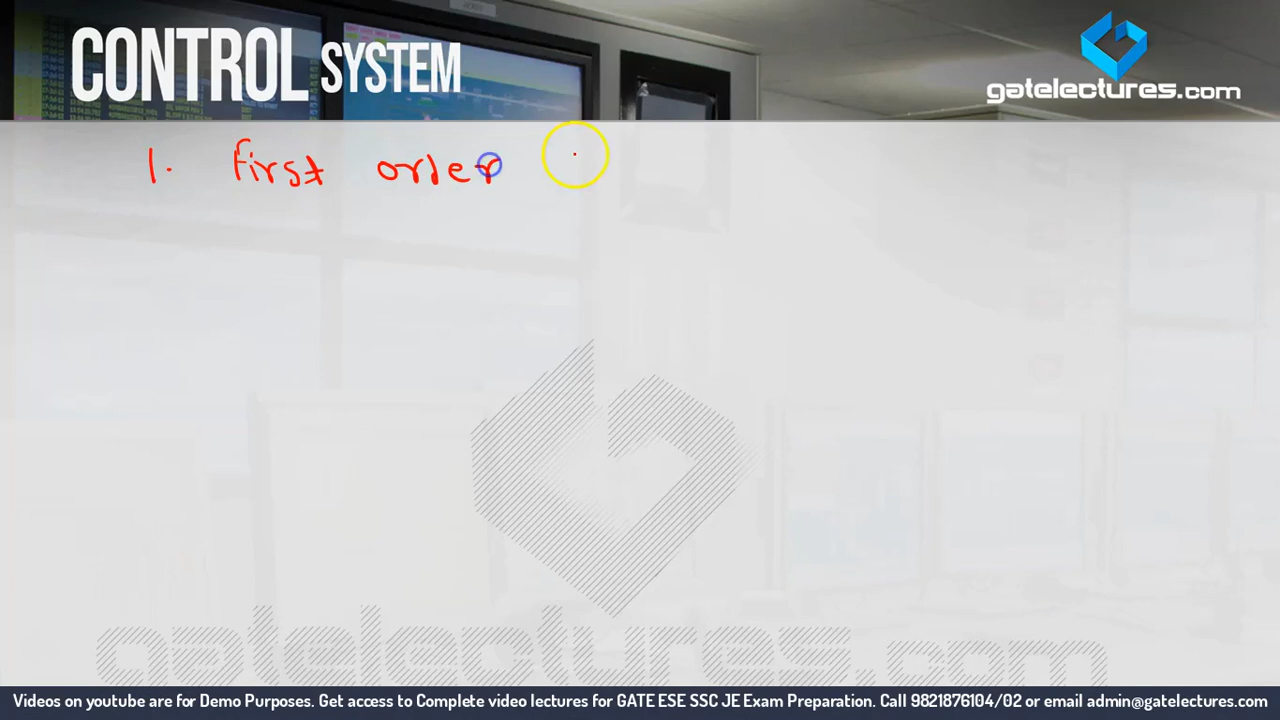 CONTROL SYSTEM
gatelectures.com
1. first order
gatelectures.com
Videos on youtube are for Demo Purposes. Get access to Complete video lectures for GATE ESE SSC JE Exam Preparation. Call 9821876104/02 or email admin@gatelectures.com